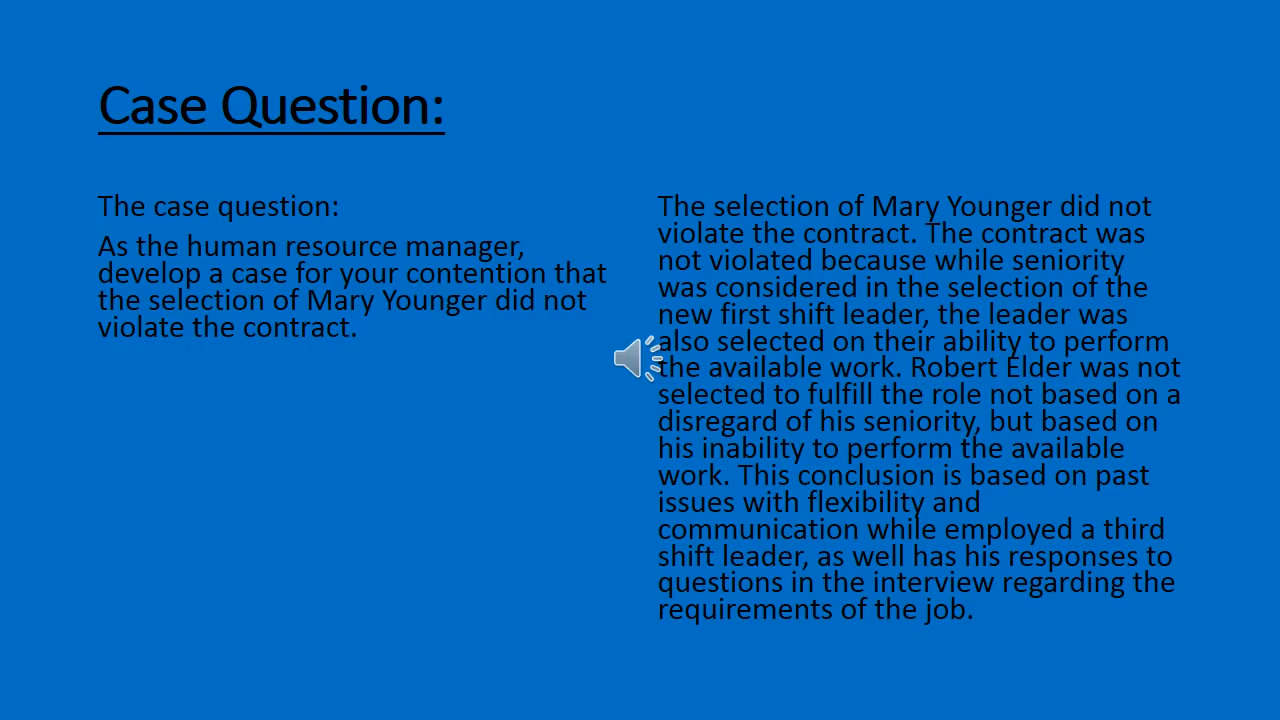 Case Question:
The case question:
As the human resource manager,
develop a case for your contention that
the selection of Mary Younger did not
violate the contract.
The selection of Mary Younger did not
violate the contract. The contract was
not violated because while seniority
was considered in the selection of the
new first shift leader, the leader was
also selected on their ability to perform
the available work. Robert Elder was not
selected to fulfill the role not based on a
disregard of his seniority, but based on
his inability to perform the available
work. This conclusion is based on past
issues with flexibility and
communication while employed a third
shift leader, as well has his responses to
questions in the interview regarding the
requirements of the job.